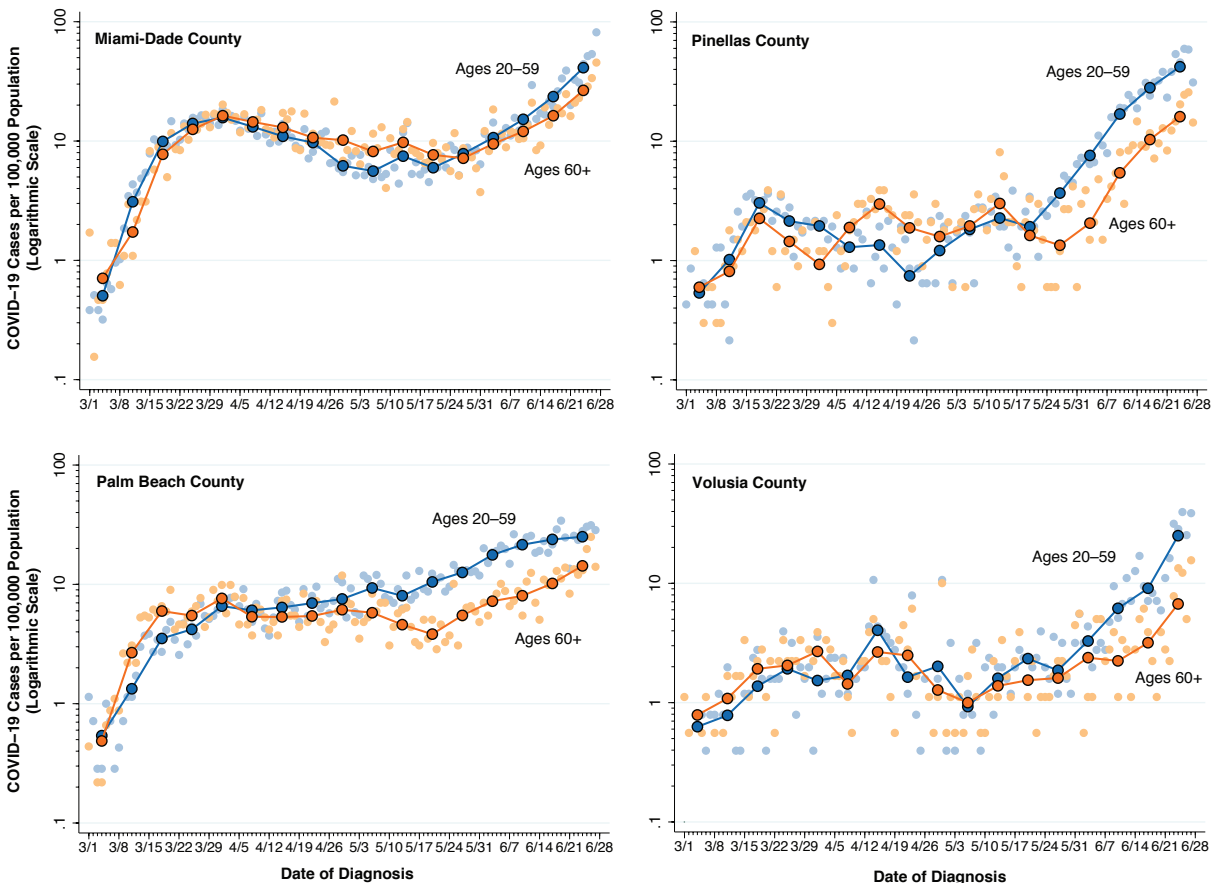 100
10
1
.1
COVID−19 Cases per 100,000 Population
(Logarithmic Scale)
Miami-Dade County
Ages 20–59
Ages 60+
3/1 3/8 3/15 3/22 3/29 4/5 4/12 4/19 4/26 5/3 5/10 5/17 5/24 5/31 6/7 6/14 6/21 6/28
100
10
1
.1
Pinellas County
Ages 20–59
Ages 60+
3/1 3/8 3/15 3/22 3/29 4/5 4/12 4/19 4/26 5/3 5/10 5/17 5/24 5/31 6/7 6/14 6/21 6/28
100
10
1
.1
COVID−19 Cases per 100,000 Population
(Logarithmic Scale)
Palm Beach County
Ages 20–59
Ages 60+
3/1 3/8 3/15 3/22 3/29 4/5 4/12 4/19 4/26 5/3 5/10 5/17 5/24 5/31 6/7 6/14 6/21 6/28
Date of Diagnosis
100
10
1
.1
Volusia County
Ages 20–59
Ages 60+
3/1 3/8 3/15 3/22 3/29 4/5 4/12 4/19 4/26 5/3 5/10 5/17 5/24 5/31 6/7 6/14 6/21 6/28
Date of Diagnosis